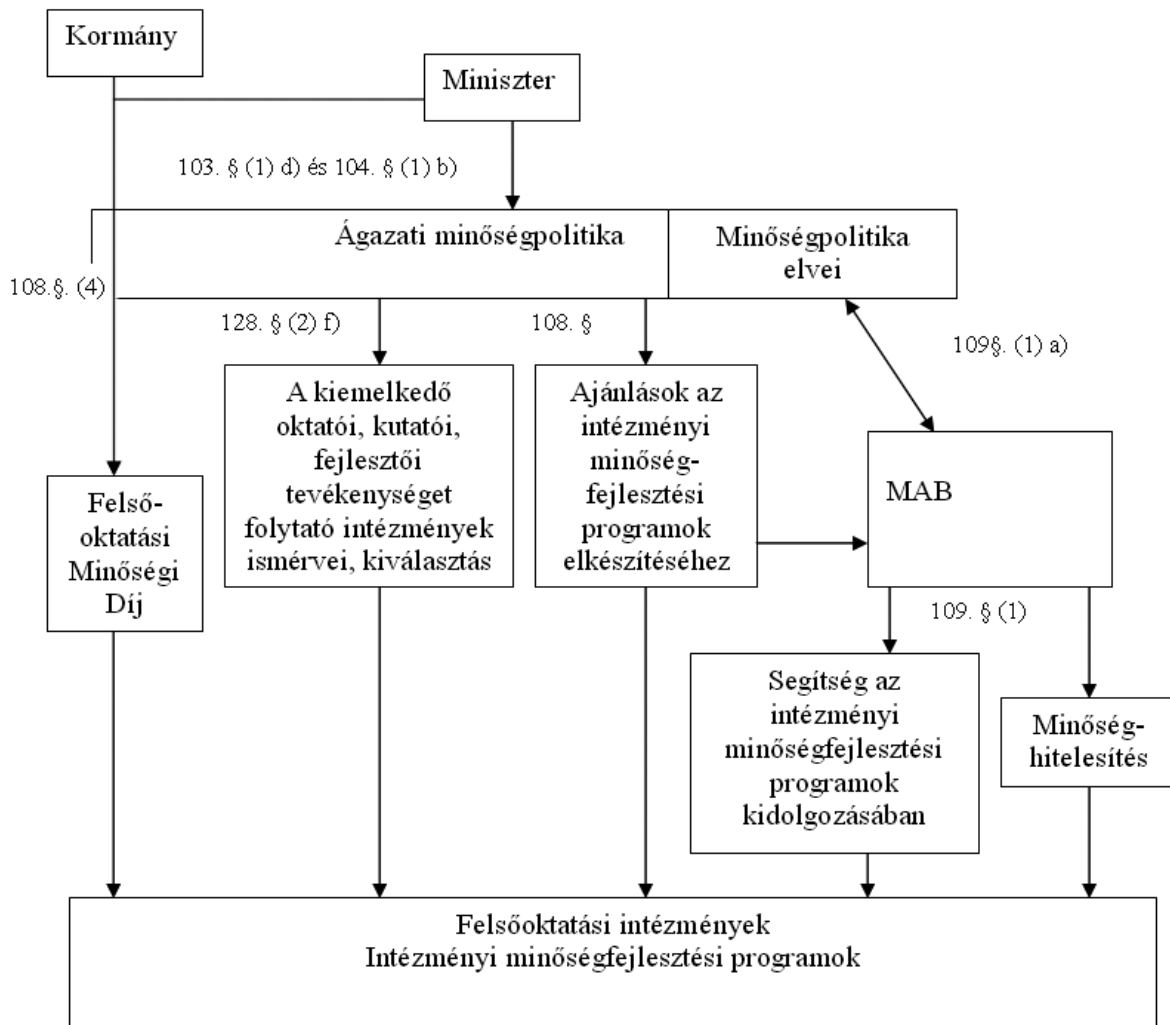 Kormány
Miniszter
103. § (1) d) és 104. § (1) b)
Ágazati minőségpolitika
Minőségpolitika
elvei
108.§. (4)
128. § (2) f)
108. §
109§. (1) a)
A kiemelkedő
oktatói, kutatói,
fejlesztői
tevékenységet
folytató intézmények
ismérvei, kiválasztás
Ajánlások az
intézményi
minőség-
fejlesztési
programok
elkészítéséhez
MAB
Felső-
oktatási
Minőségi
Díj
109. § (1)
Segítség az
intézményi
minőségfejlesztési
programok
kidolgozásában
Minőség-
hitelesítés
Felsőoktatási intézmények
Intézményi minőségfejlesztési programok